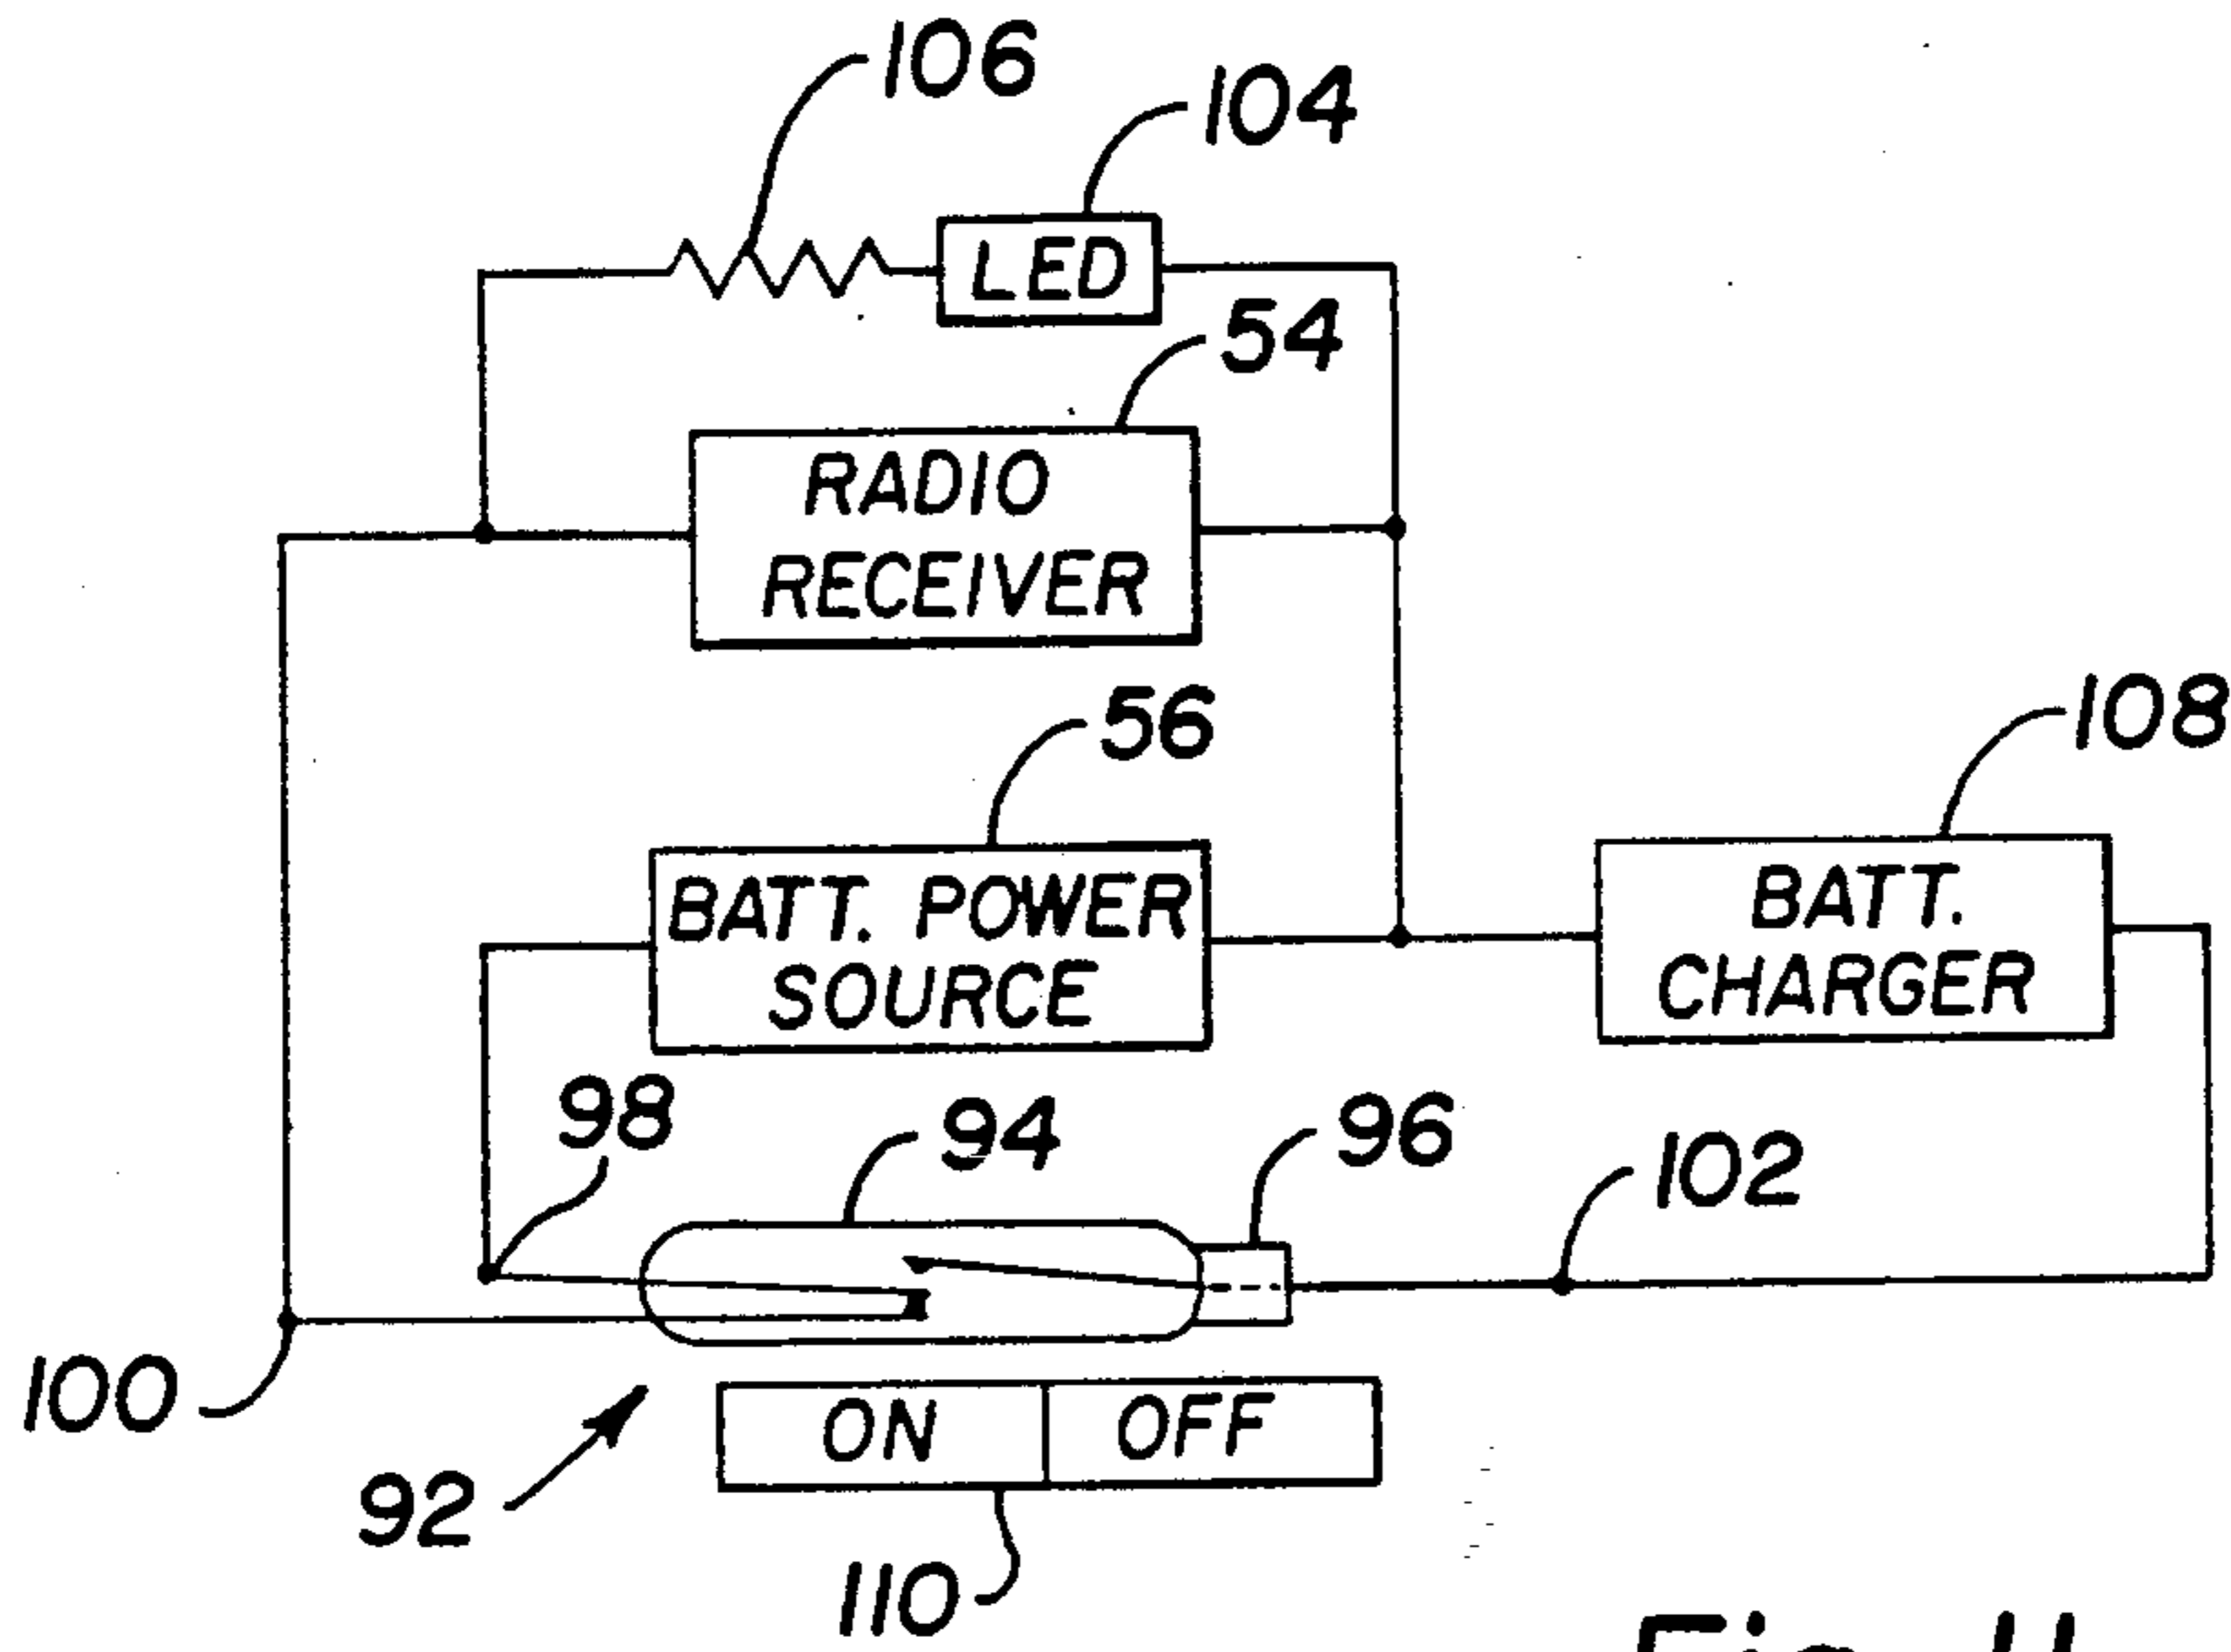 106
104
LED
54
RADIO
RECEIVER
56
108
BATT. POWER
SOURCE
BATT.
CHARGER
98
94
96
102
100
ON OFF
92
110